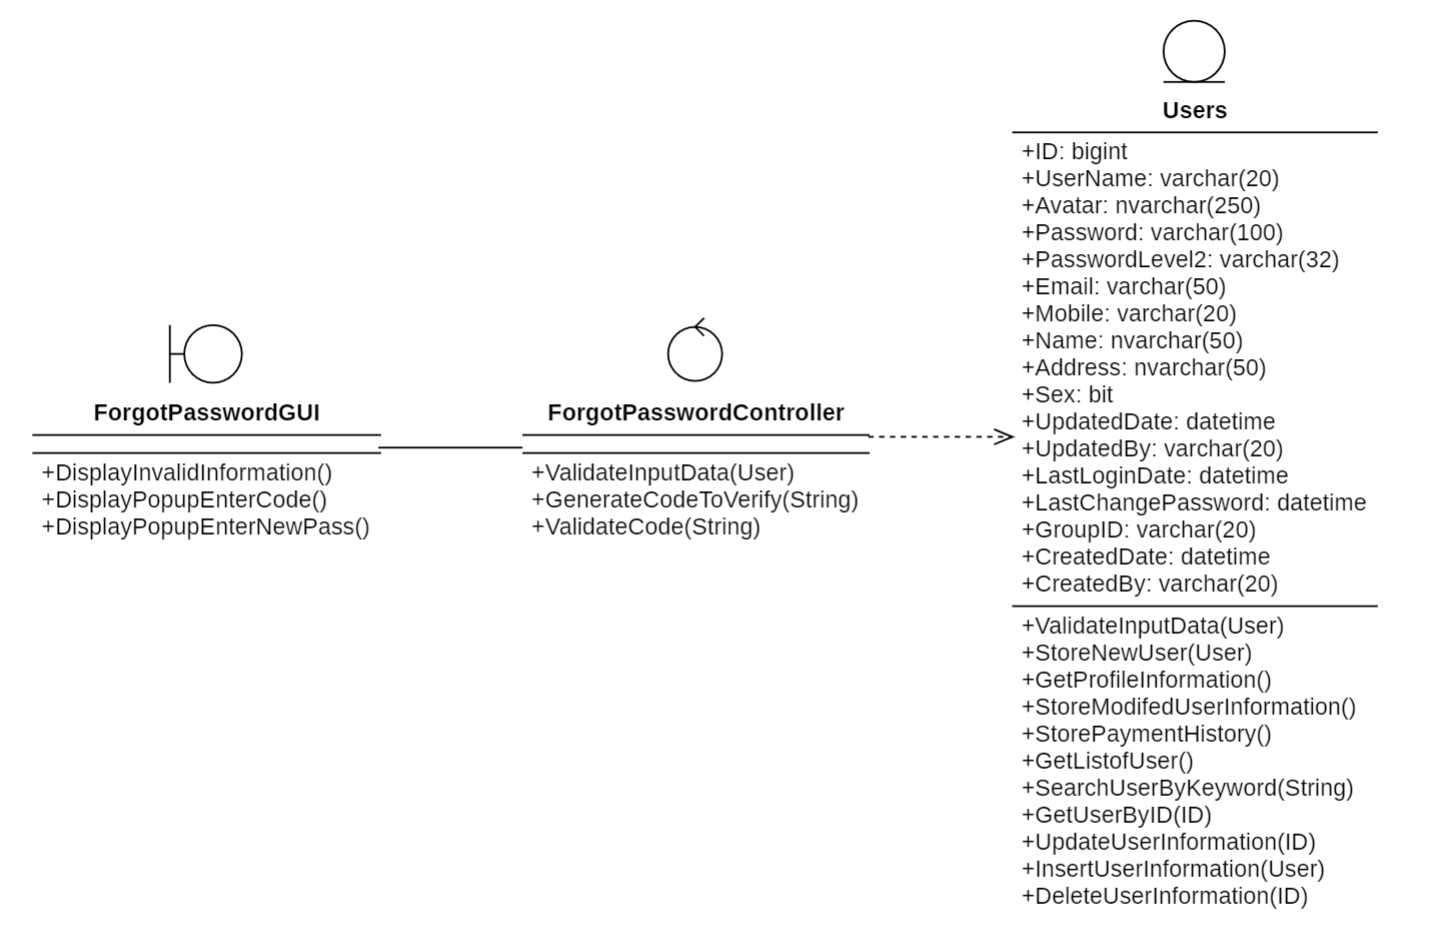 ForgotPasswordGUI
+DisplayInvalidInformation()
+DisplayPopupEnterCode()
+DisplayPopupEnterNewPass()
ForgotPasswordController
+ValidateInputData(User)
+GenerateCodeToVerify(String)
+ValidateCode(String)
Users
+ID: bigint
+UserName: varchar(20)
+Avatar: nvarchar(250)
+Password: varchar(100)
+PasswordLevel2: varchar(32)
+Email: varchar(50)
+Mobile: varchar(20)
+Name: nvarchar(50)
+Address: nvarchar(50)
+Sex: bit
+UpdatedDate: datetime
+UpdatedBy: varchar(20)
+LastLoginDate: datetime
+LastChangePassword: datetime
+GroupID: varchar(20)
+CreatedDate: datetime
+CreatedBy: varchar(20)
+ValidateInputData(User)
+StoreNewUser(User)
+GetProfileInformation()
+StoreModifedUserInformation()
+StorePaymentHistory()
+GetListofUser()
+SearchUserByKeyword(String)
+GetUserByID(ID)
+UpdateUserInformation(ID)
+InsertUserInformation(User)
+DeleteUserInformation(ID)